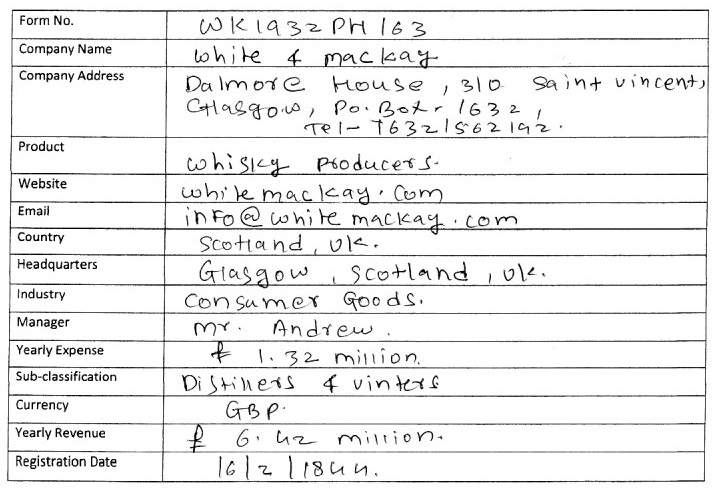 Form No. WK1932PH163
Company Name White & mackay
Company Address Dalmore House, 310 Saint vincent,
Glasgow, Po. Box- 1632,
Tel- T6321562192.
Product Whisky Producers.
Website whitemackay.com
Email info@whitemackay.com
Country Scotland, UK.
Headquarters Glasgow, Scotland, UK.
Industry Consumer Goods.
Manager Mr. Andrew.
Yearly Expense £ 1.32 million.
Sub-classification Distillers & vinters
Currency GBP.
Yearly Revenue £ 6.42 million.
Registration Date 16/2/1844.